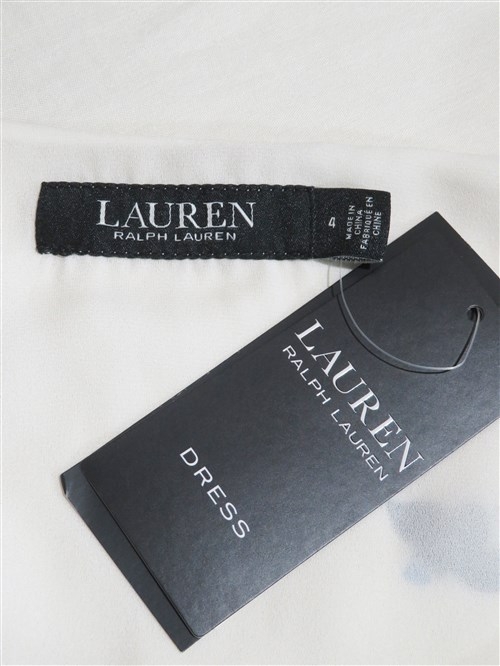 LAUREN
RALPH LAUREN
4
MADE IN
CHINA
FABRIQUÉ EN
CHINE
LAUREN
RALPH LAUREN
DRESS